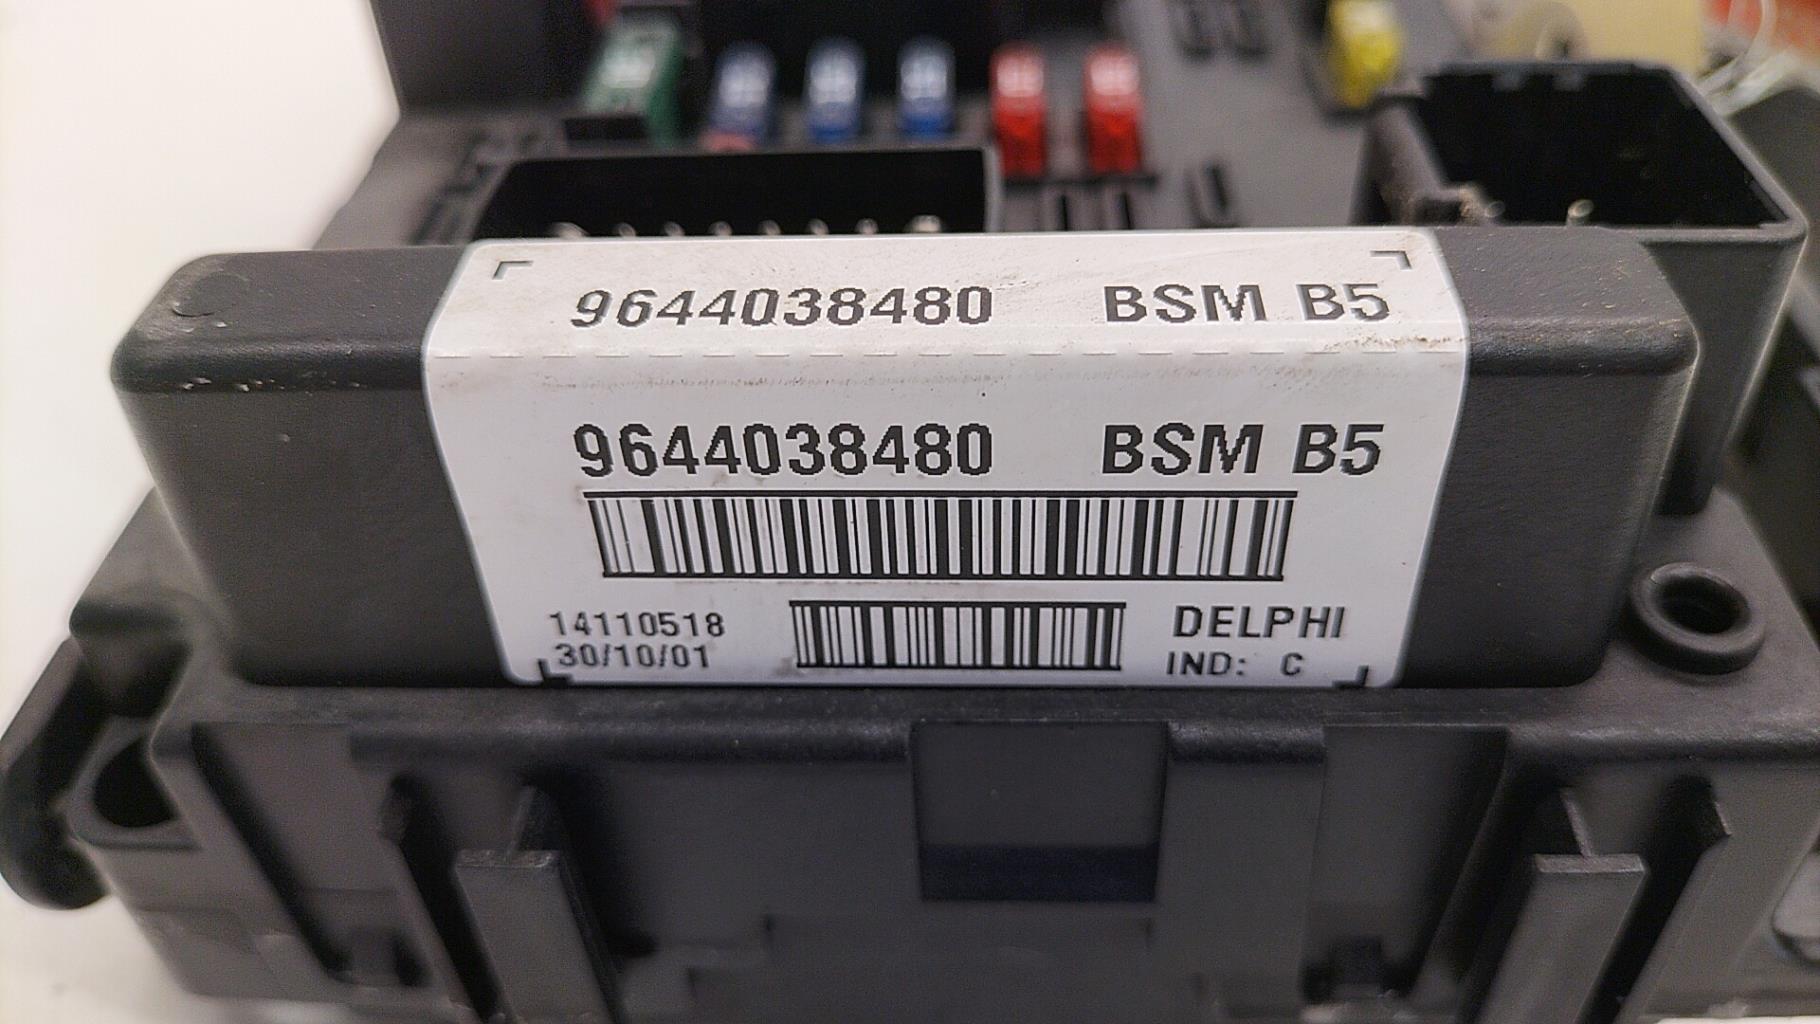 9644038480 BSM B5
9644038480 BSM B5
14110518
30/10/01
DELPHI
IND: C